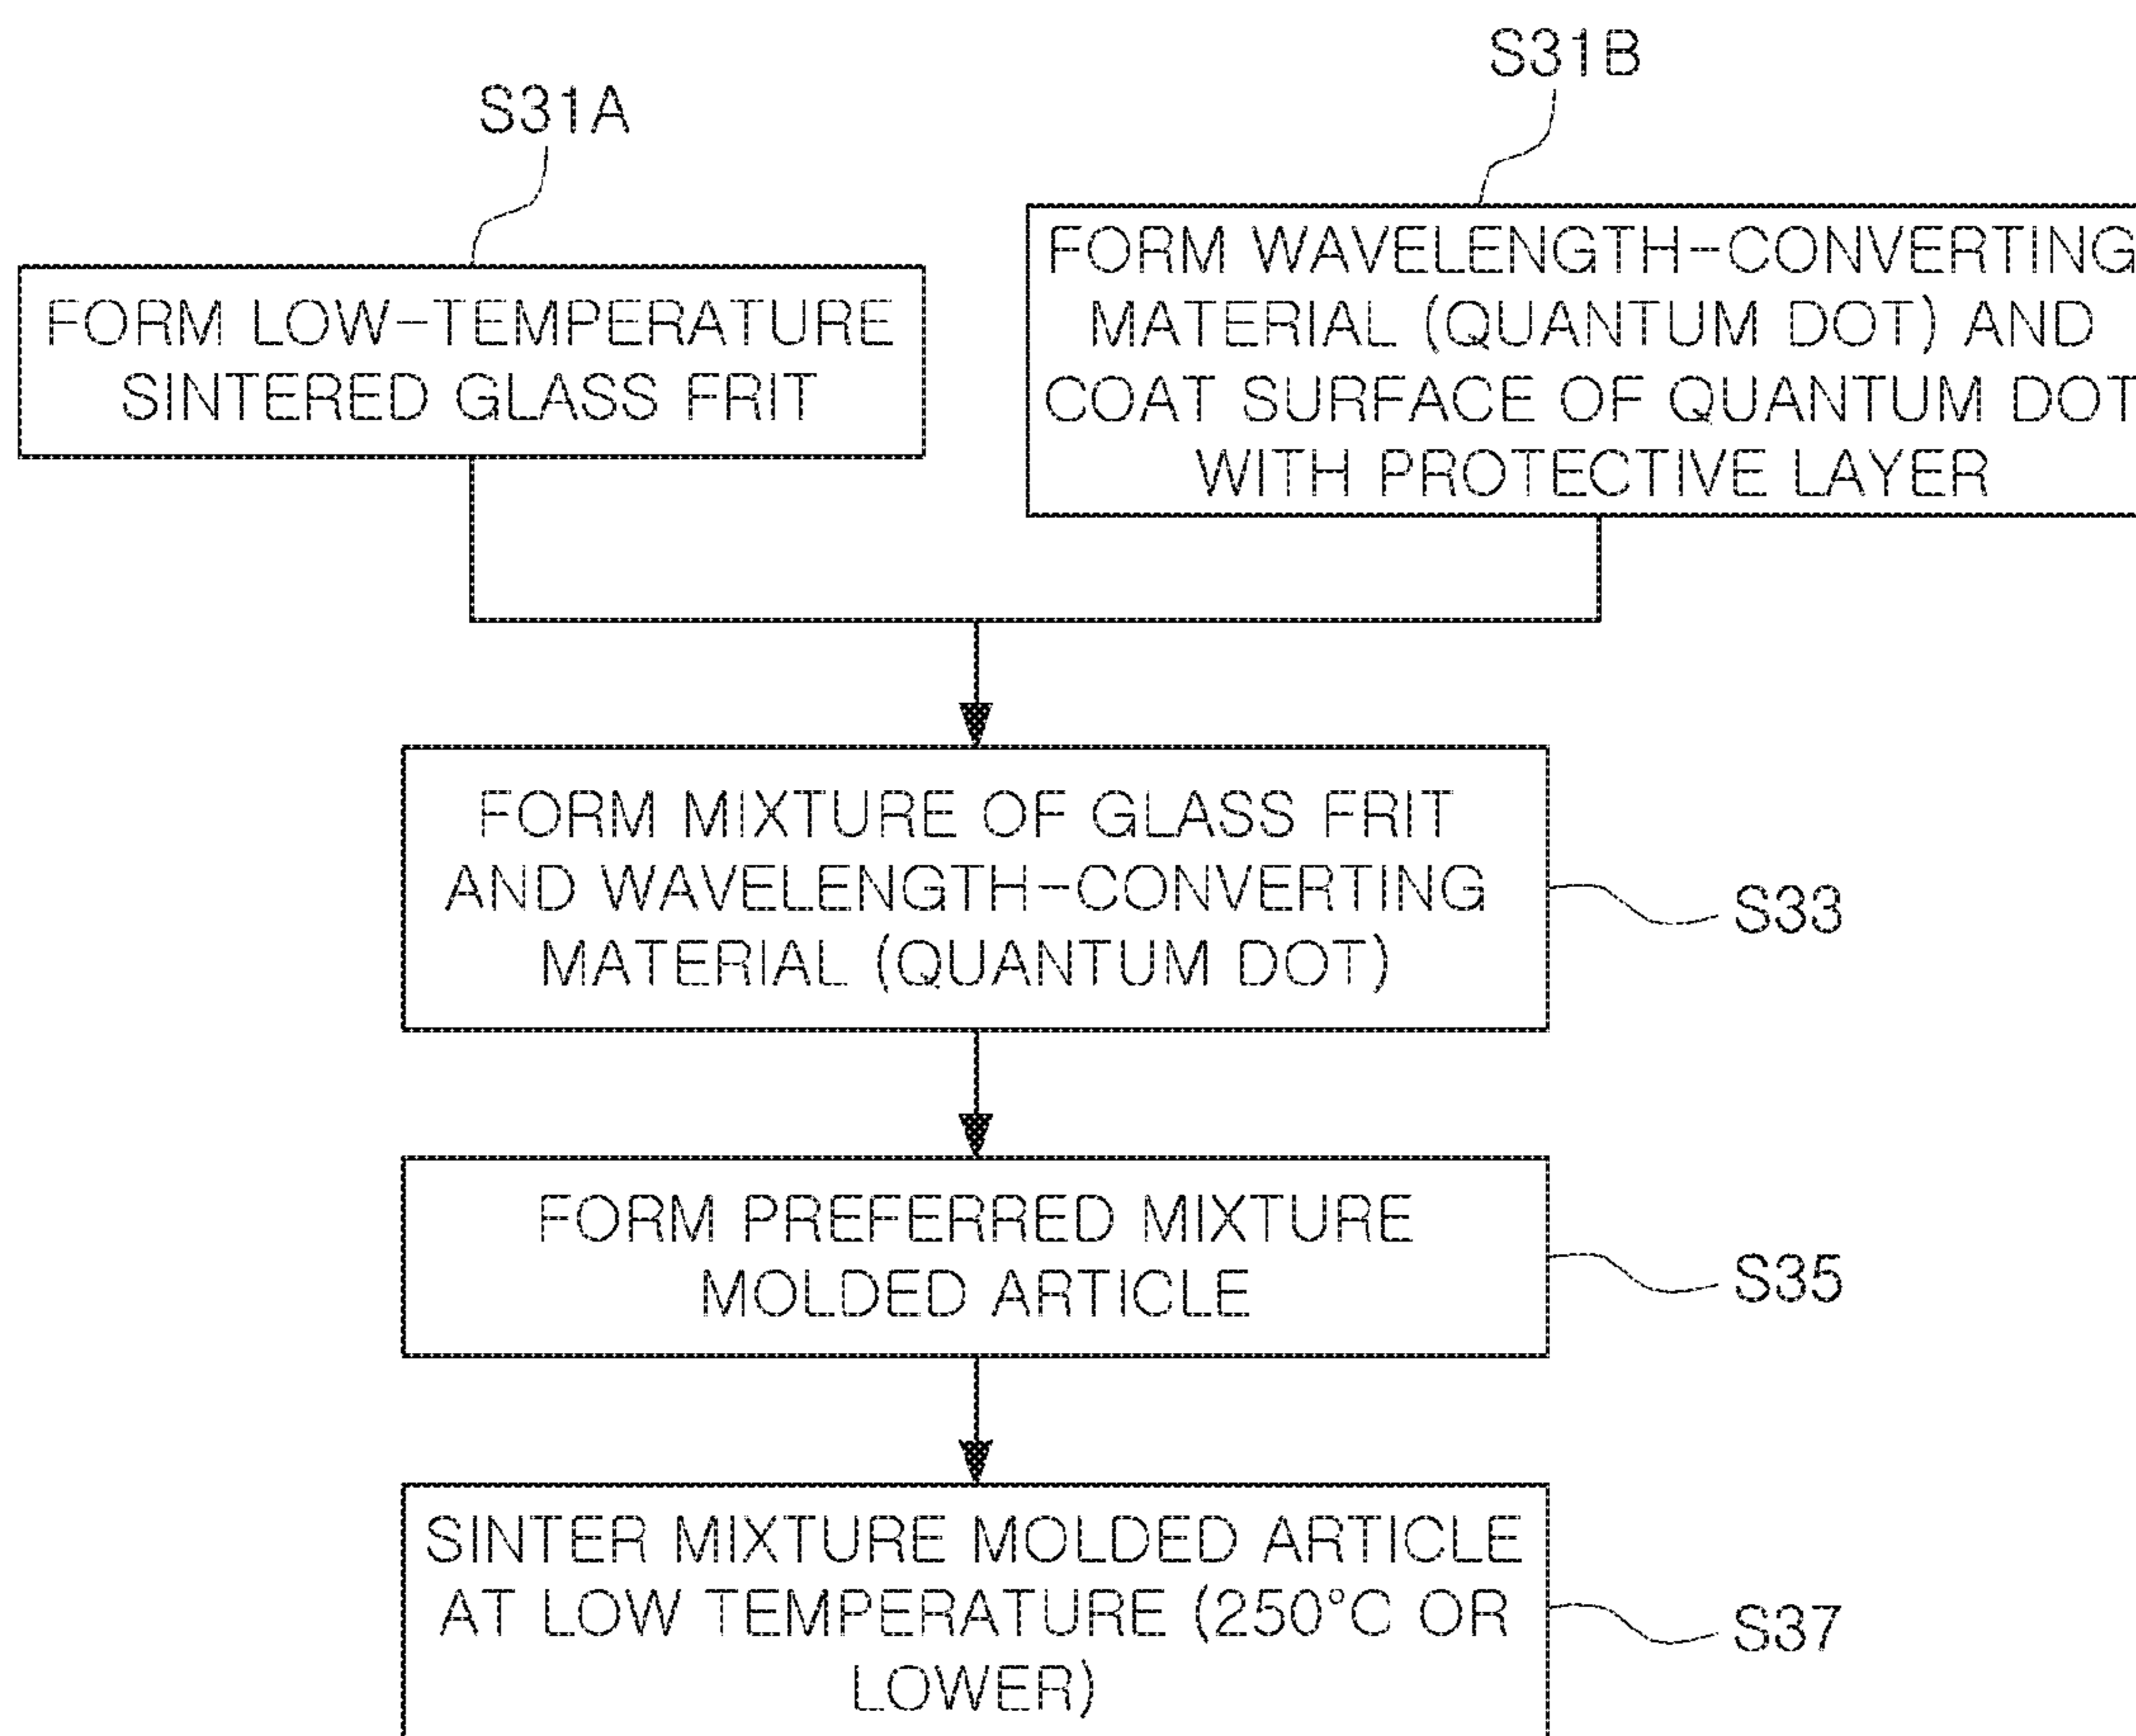 S31A
S31B
FORM LOW-TEMPERATURE
SINTERED GLASS FRIT
FORM WAVELENGTH-CONVERTING
MATERIAL (QUANTUM DOT) AND
COAT SURFACE OF QUANTUM DOT
WITH PROTECTIVE LAYER
FORM MIXTURE OF GLASS FRIT
AND WAVELENGTH-CONVERTING
MATERIAL (QUANTUM DOT)
S33
FORM PREFERRED MIXTURE
MOLDED ARTICLE
S35
SINTER MIXTURE MOLDED ARTICLE
AT LOW TEMPERATURE (250°C OR
LOWER)
S37